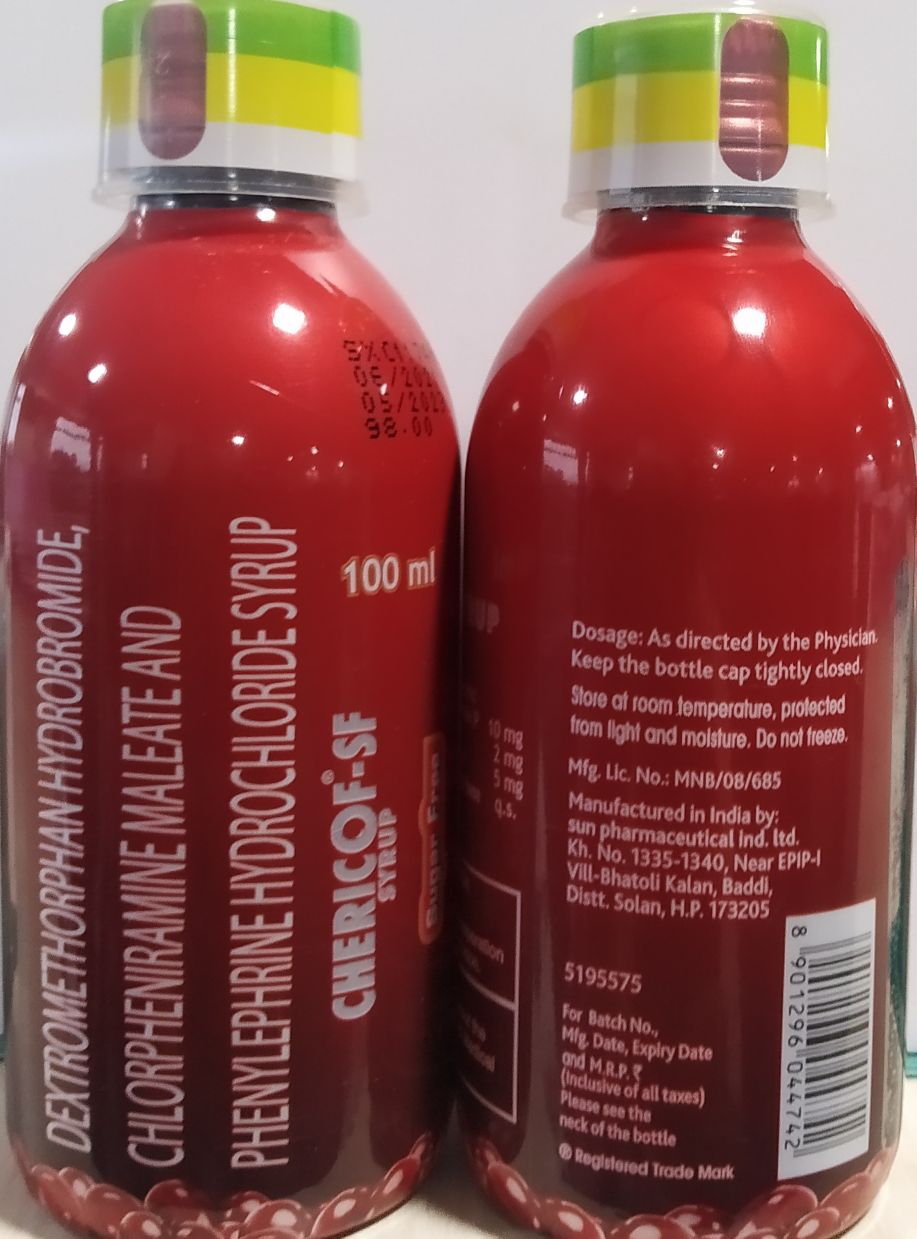 DEXTROMETHORPHAN HYDROBROMIDE,
CHLORPHENIRAMINE MALEATE AND
PHENYLEPHRINE HYDROCHLORIDE SYRUP
CHERICOF®-SF
SYRUP
Sugar Free
100 ml
98.00
10 mg
2 mg
5 mg
q.s.
Dosage: As directed by the Physician.
Keep the bottle cap tightly closed.
Store at room temperature, protected
from light and moisture. Do not freeze.
Mfg. Lic. No.: MNB/08/685
Manufactured in India by:
sun pharmaceutical ind. ltd.
Kh. No. 1335-1340, Near EPIP-I
Vill-Bhatoli Kalan, Baddi,
Distt. Solan, H.P. 173205
5195575
For Batch No.,
Mfg. Date, Expiry Date
and M.R.P.₹
(Inclusive of all taxes)
Please see the
neck of the bottle
® Registered Trade Mark
8 901296 044742